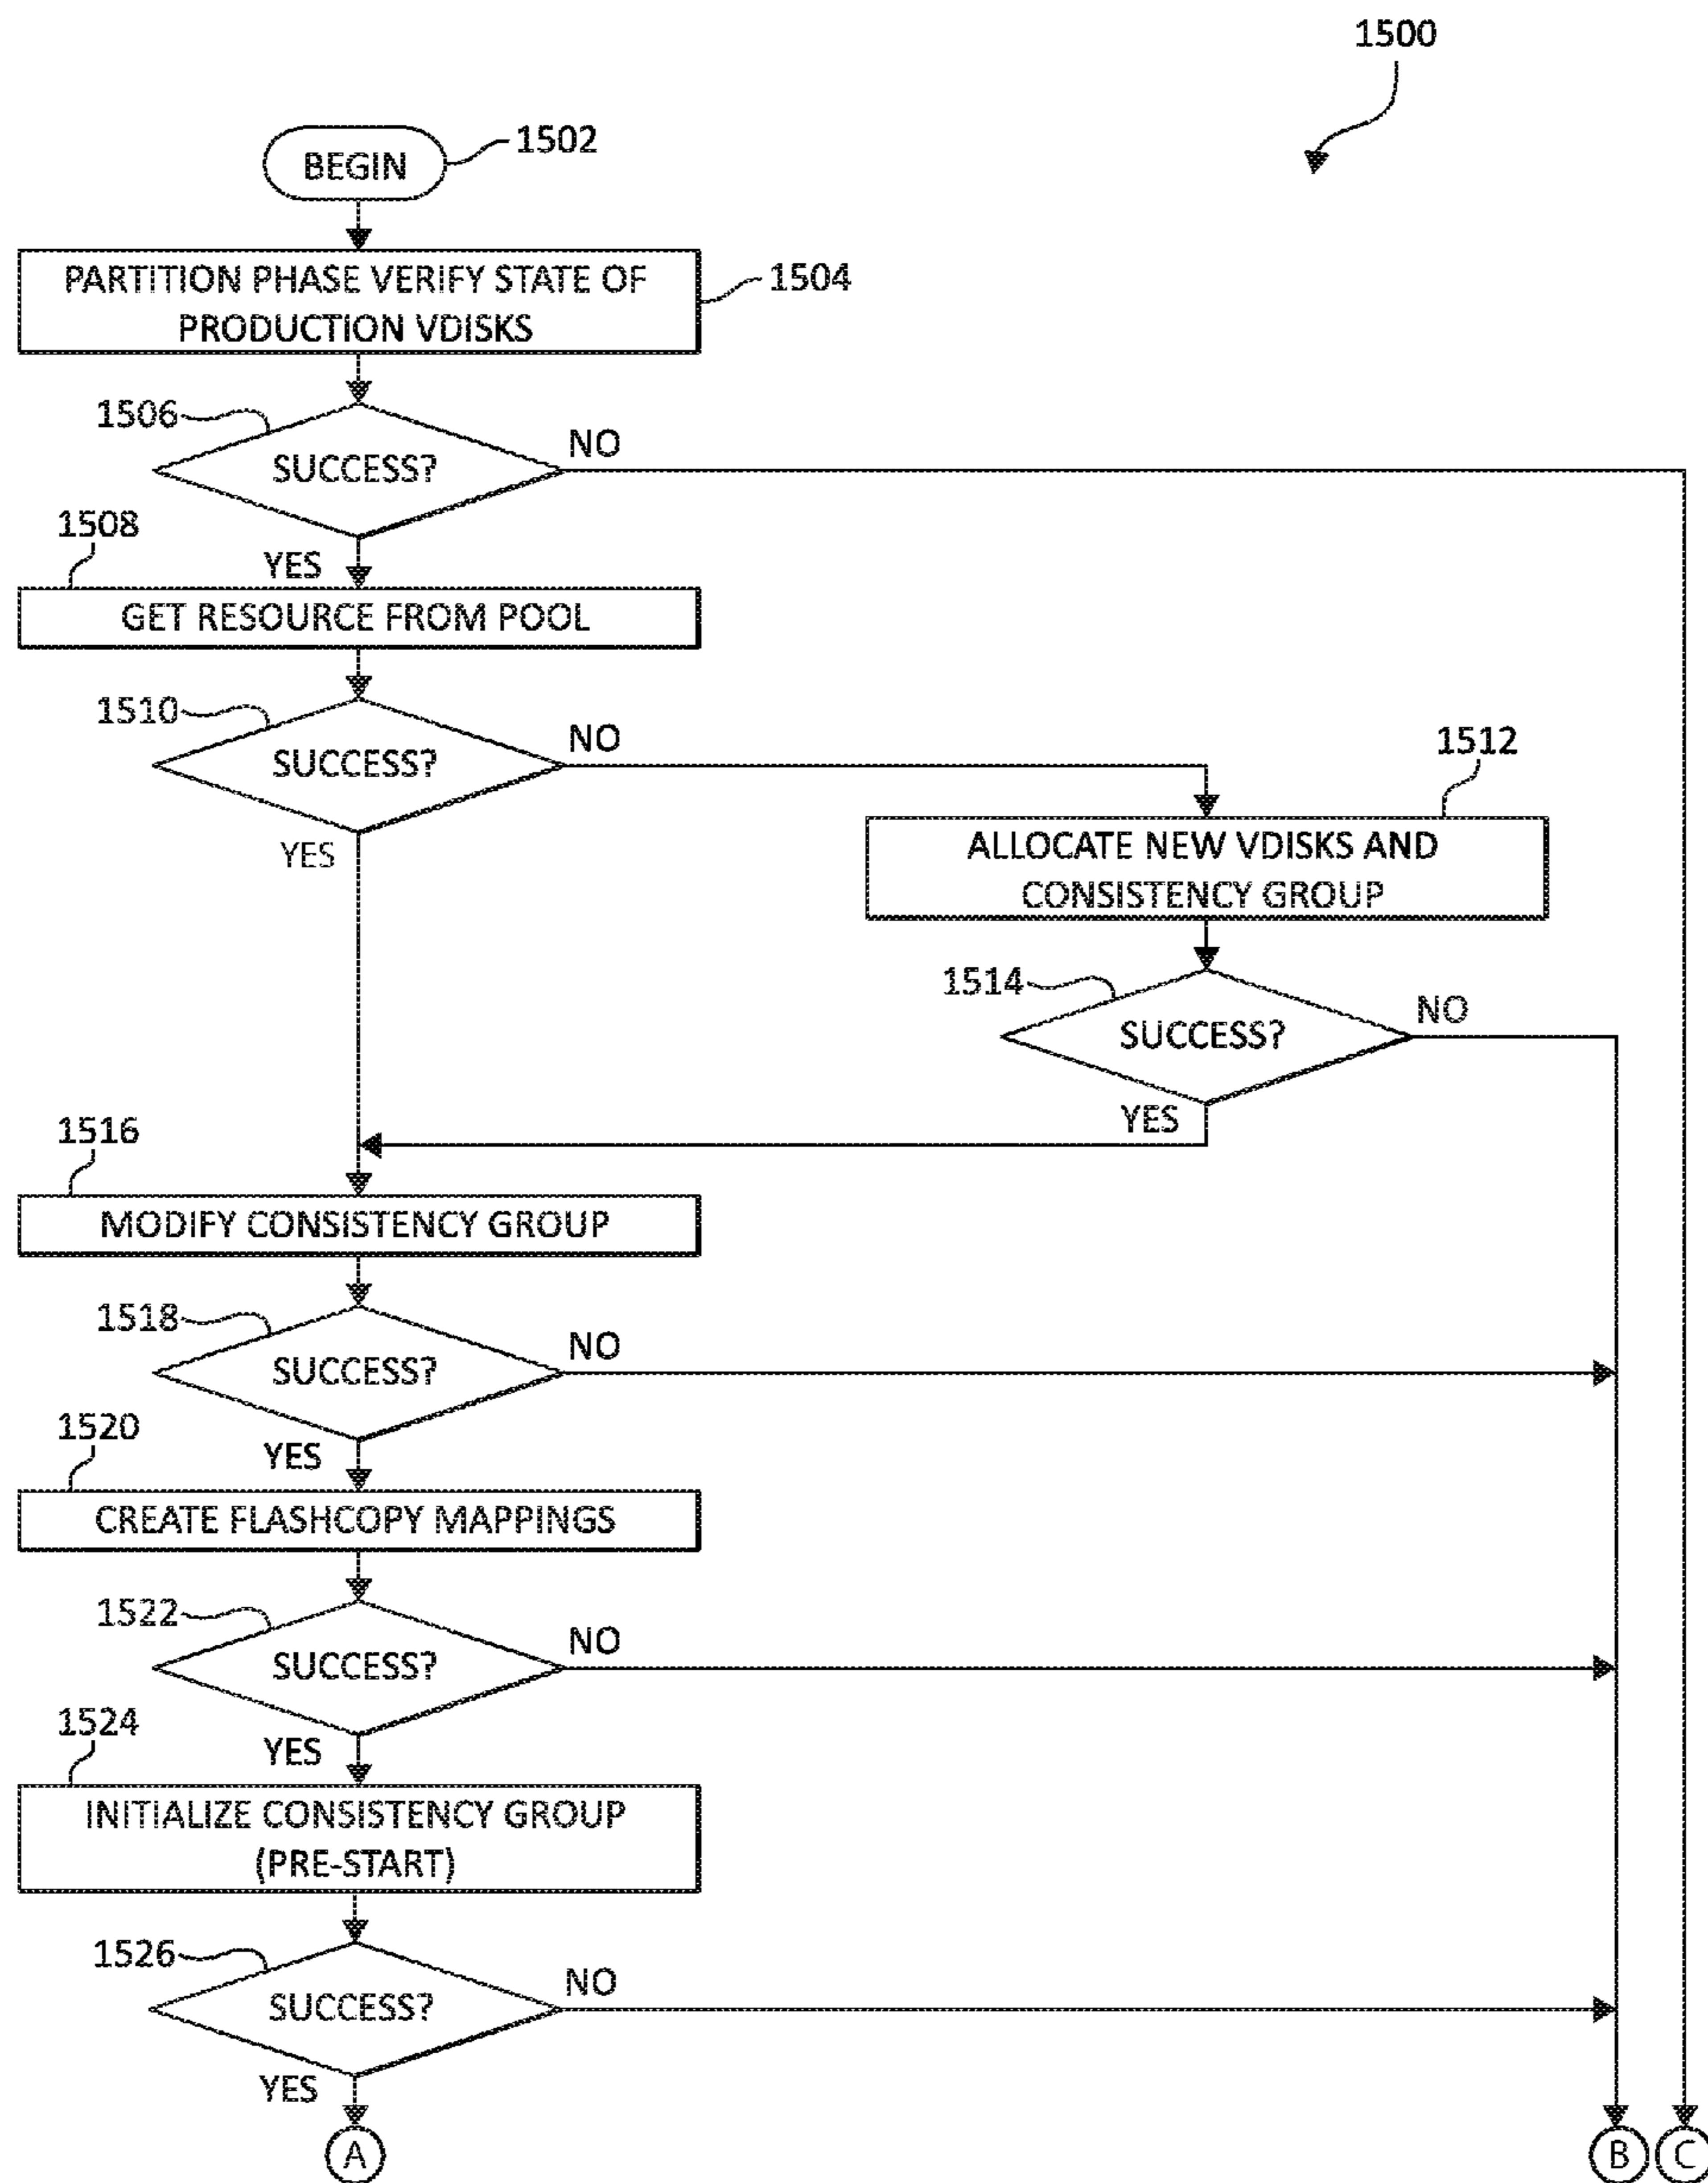 1500
BEGIN
1502
PARTITION PHASE VERIFY STATE OF
PRODUCTION VDISKS
1504
1506
SUCCESS?
NO
YES
1508
GET RESOURCE FROM POOL
1510
SUCCESS?
NO
YES
1512
ALLOCATE NEW VDISKS AND
CONSISTENCY GROUP
1514
SUCCESS?
NO
YES
1516
MODIFY CONSISTENCY GROUP
1518
SUCCESS?
NO
YES
1520
CREATE FLASHCOPY MAPPINGS
1522
SUCCESS?
NO
YES
1524
INITIALIZE CONSISTENCY GROUP
(PRE-START)
1526
SUCCESS?
NO
YES
A
B
C